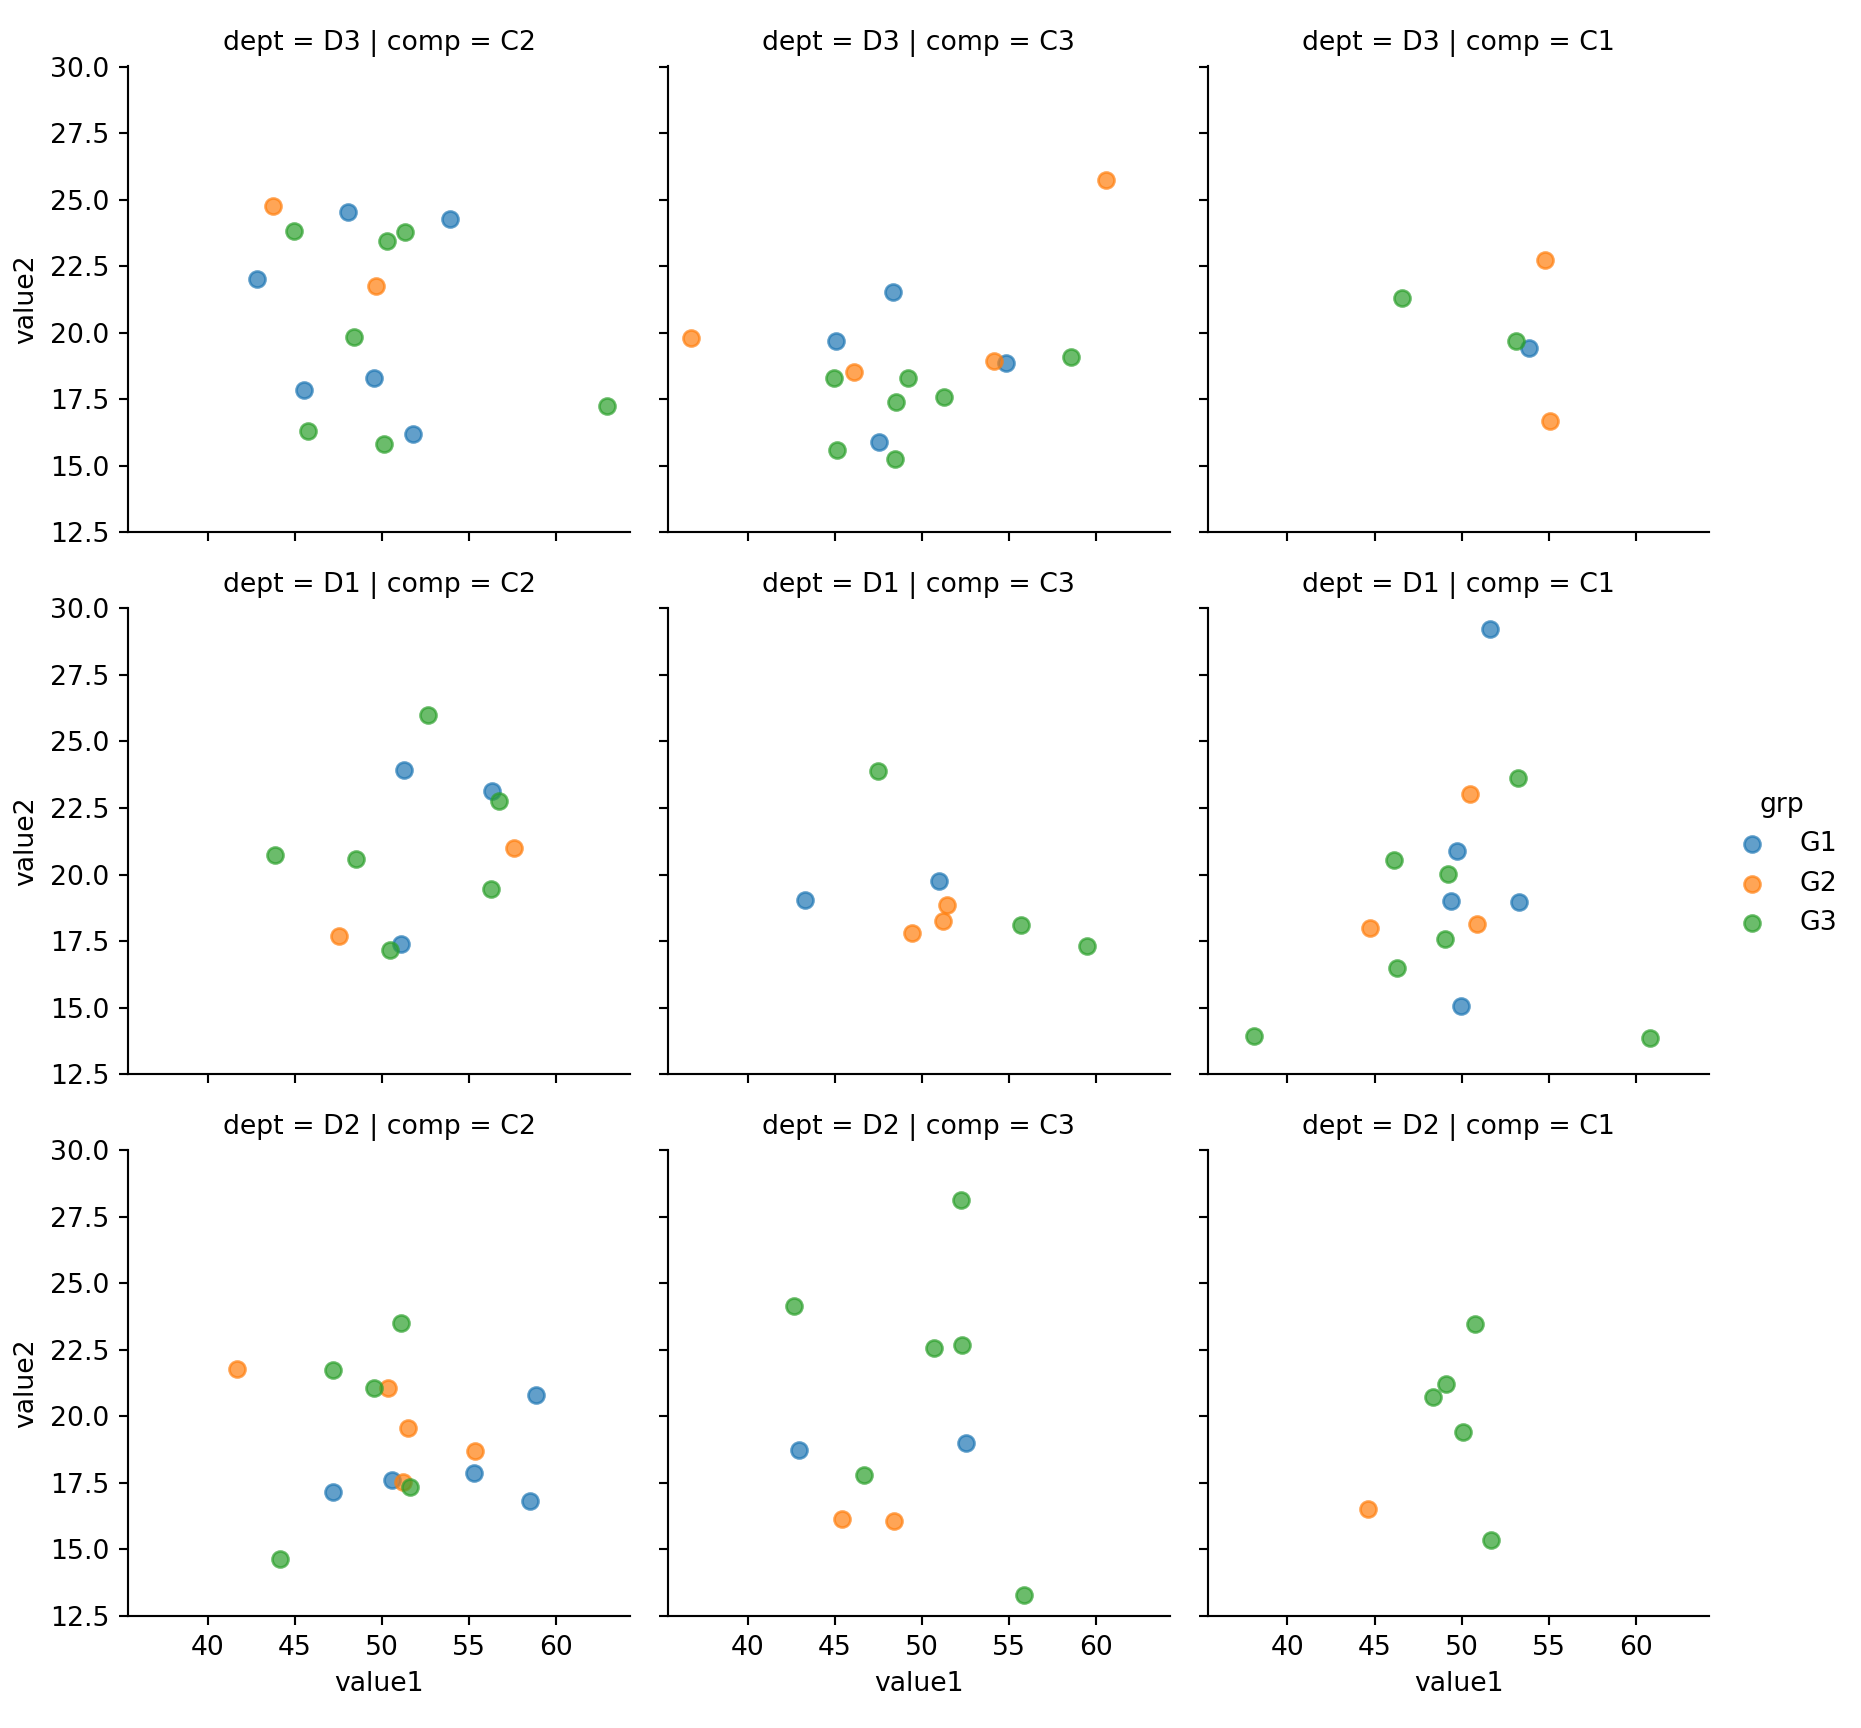 dept = D3 | comp = C2
dept = D3 | comp = C3
dept = D3 | comp = C1
30.0
27.5
25.0
22.5
20.0
17.5
15.0
12.5
value2
dept = D1 | comp = C2
dept = D1 | comp = C3
dept = D1 | comp = C1
30.0
27.5
25.0
22.5
20.0
17.5
15.0
12.5
value2
grp
G1
G2
G3
dept = D2 | comp = C2
dept = D2 | comp = C3
dept = D2 | comp = C1
30.0
27.5
25.0
22.5
20.0
17.5
15.0
12.5
value2
40 45 50 55 60
40 45 50 55 60
40 45 50 55 60
value1
value1
value1